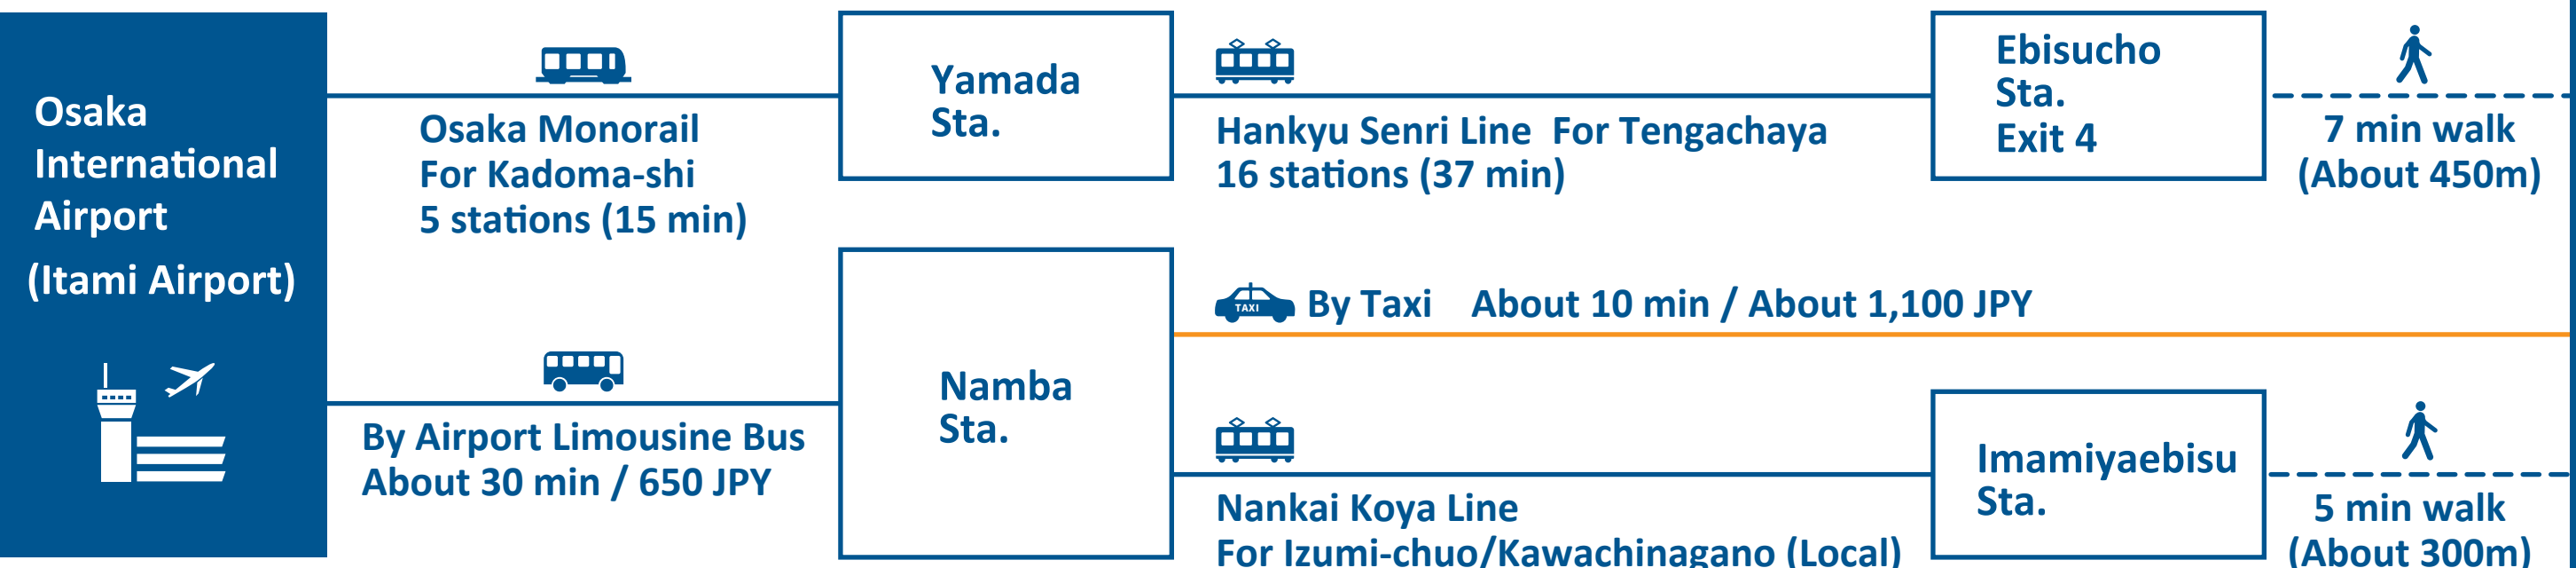 Osaka
International
Airport
(Itami Airport)
Osaka Monorail
For Kadoma-shi
5 stations (15 min)
Yamada
Sta.
Hankyu Senri Line  For Tengachaya
16 stations (37 min)
Ebisucho
Sta.
Exit 4
7 min walk
(About 450m)
By Airport Limousine Bus
About 30 min / 650 JPY
Namba
Sta.
TAXI
By Taxi  About 10 min / About 1,100 JPY
Nankai Koya Line
For Izumi-chuo/Kawachinagano (Local)
Imamiyaebisu
Sta.
5 min walk
(About 300m)